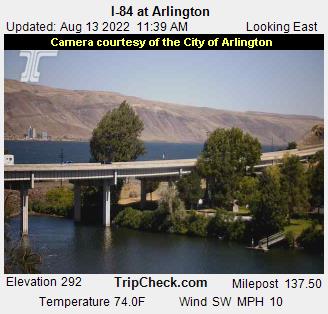 I-84 at Arlington
Updated: Aug 13 2022 11:39 AM Looking East
Camera courtesy of the City of Arlington
Elevation 292 TripCheck.com Milepost 137.50
Temperature 74.0F Wind SW MPH 10